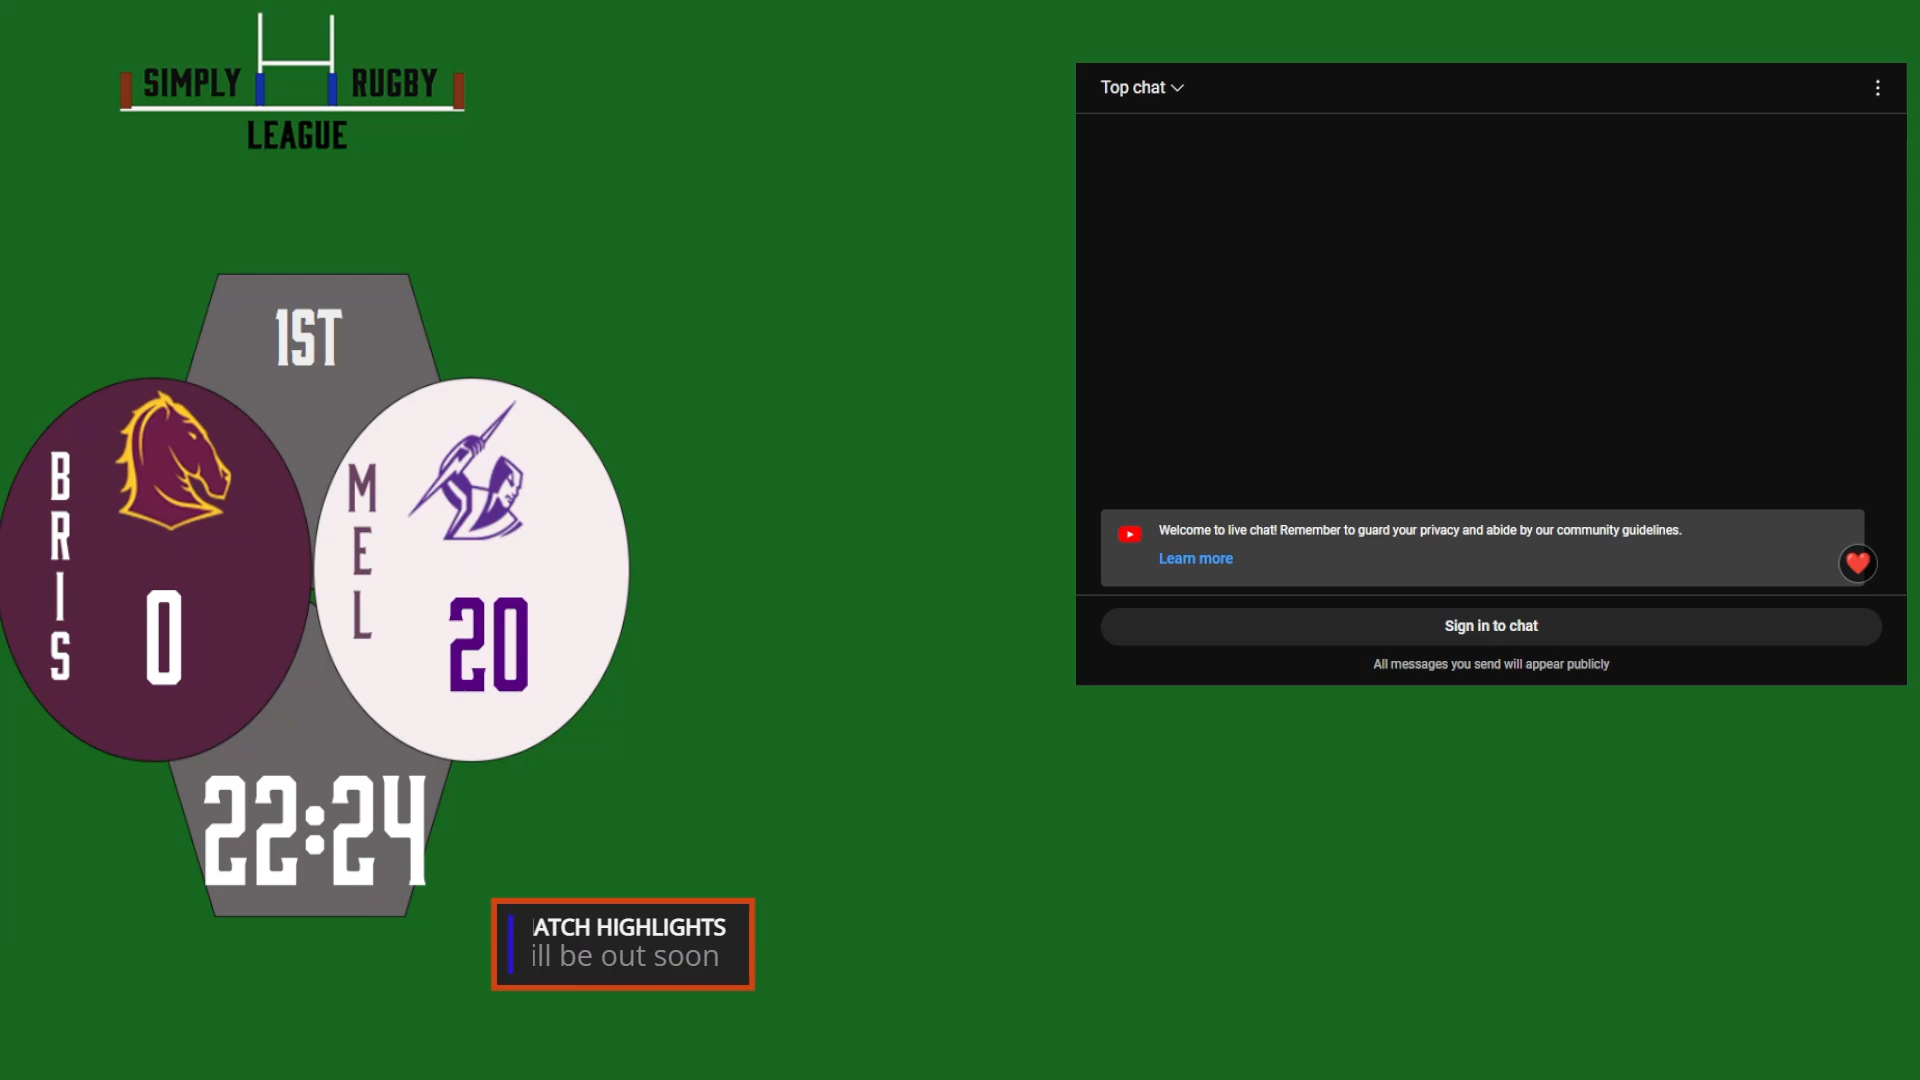 SIMPLY RUGBY
LEAGUE
1ST
BRIS
0
MEL
20
22:24
ATCH HIGHLIGHTS
ill be out soon
Top chat
Welcome to live chat! Remember to guard your privacy and abide by our community guidelines.
Learn more
Sign in to chat
All messages you send will appear publicly